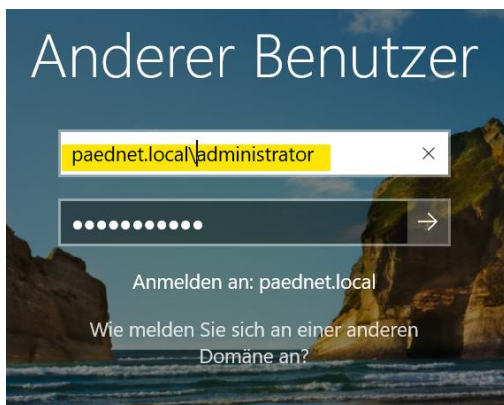 Anderer Benutzer
paednet.local\administrator
Anmelden an: paednet.local
Wie melden Sie sich an einer anderen
Domäne an?